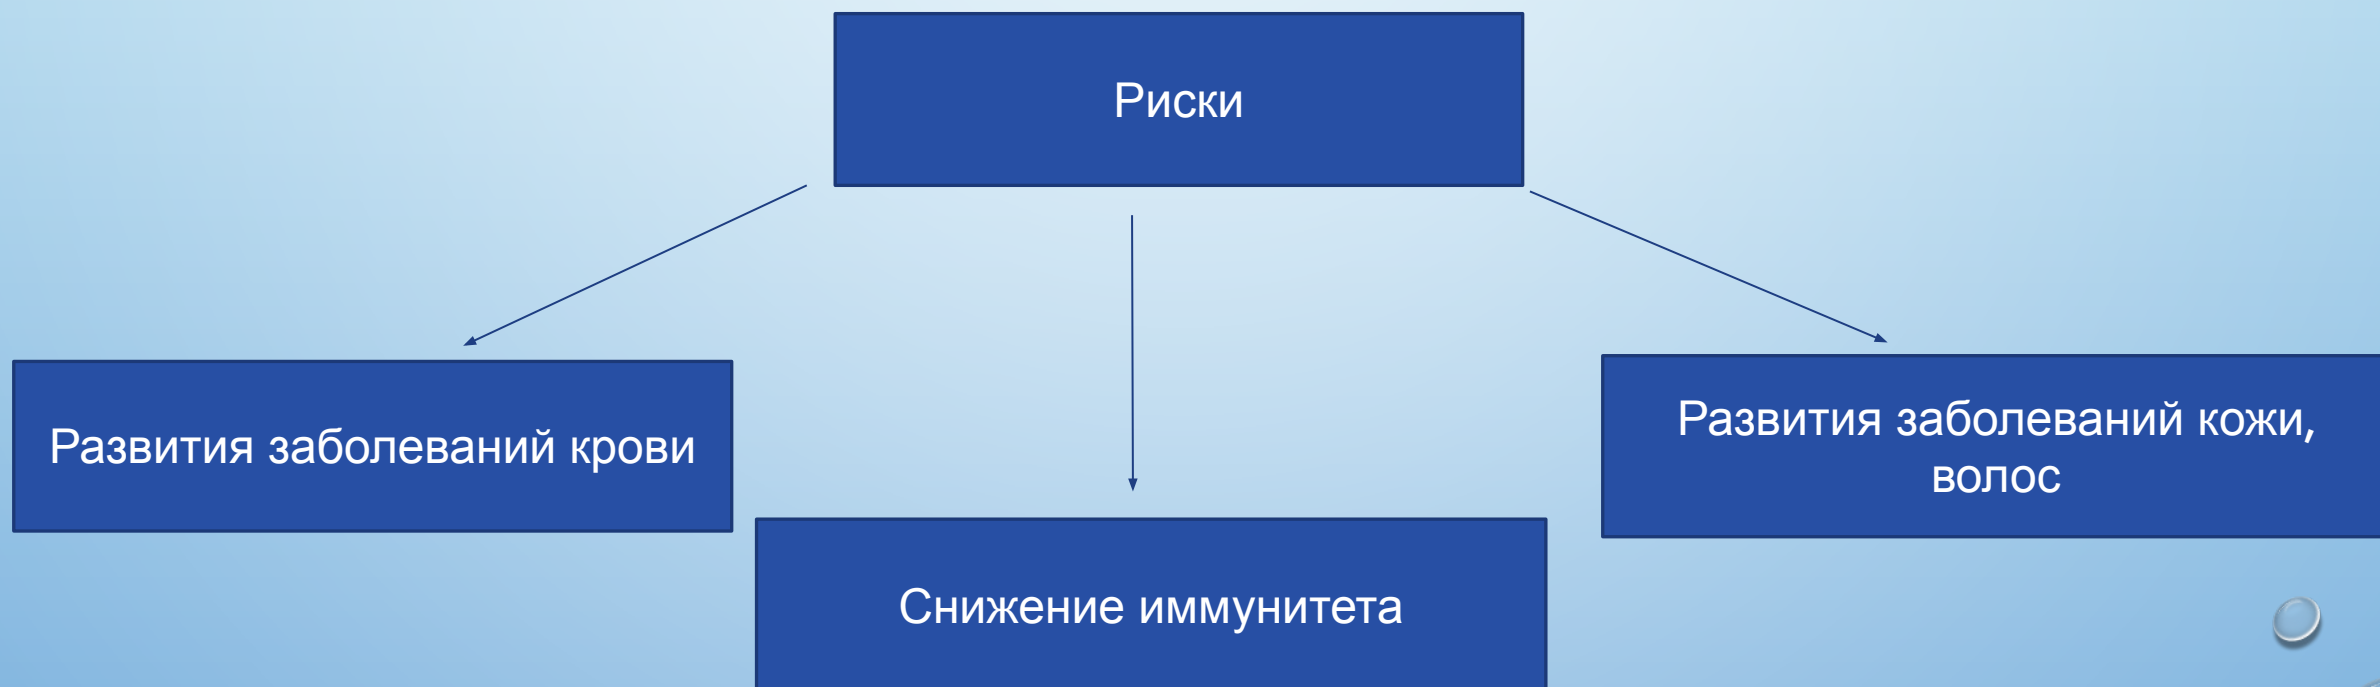 Риски
Развития заболеваний крови
Развития заболеваний кожи,
волос
Снижение иммунитета